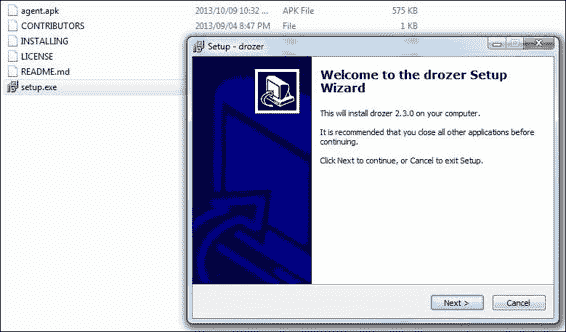 agent.apk 2013/10/09 10:32 ... APK File 575 KB
CONTRIBUTORS 2013/09/04 8:47 PM File 1 KB
INSTALLING
LICENSE
README.md
setup.exe
Setup - drozer
Welcome to the drozer Setup
Wizard
This will install drozer 2.3.0 on your computer.
It is recommended that you close all other applications before
continuing.
Click Next to continue, or Cancel to exit Setup.
Next >
Cancel